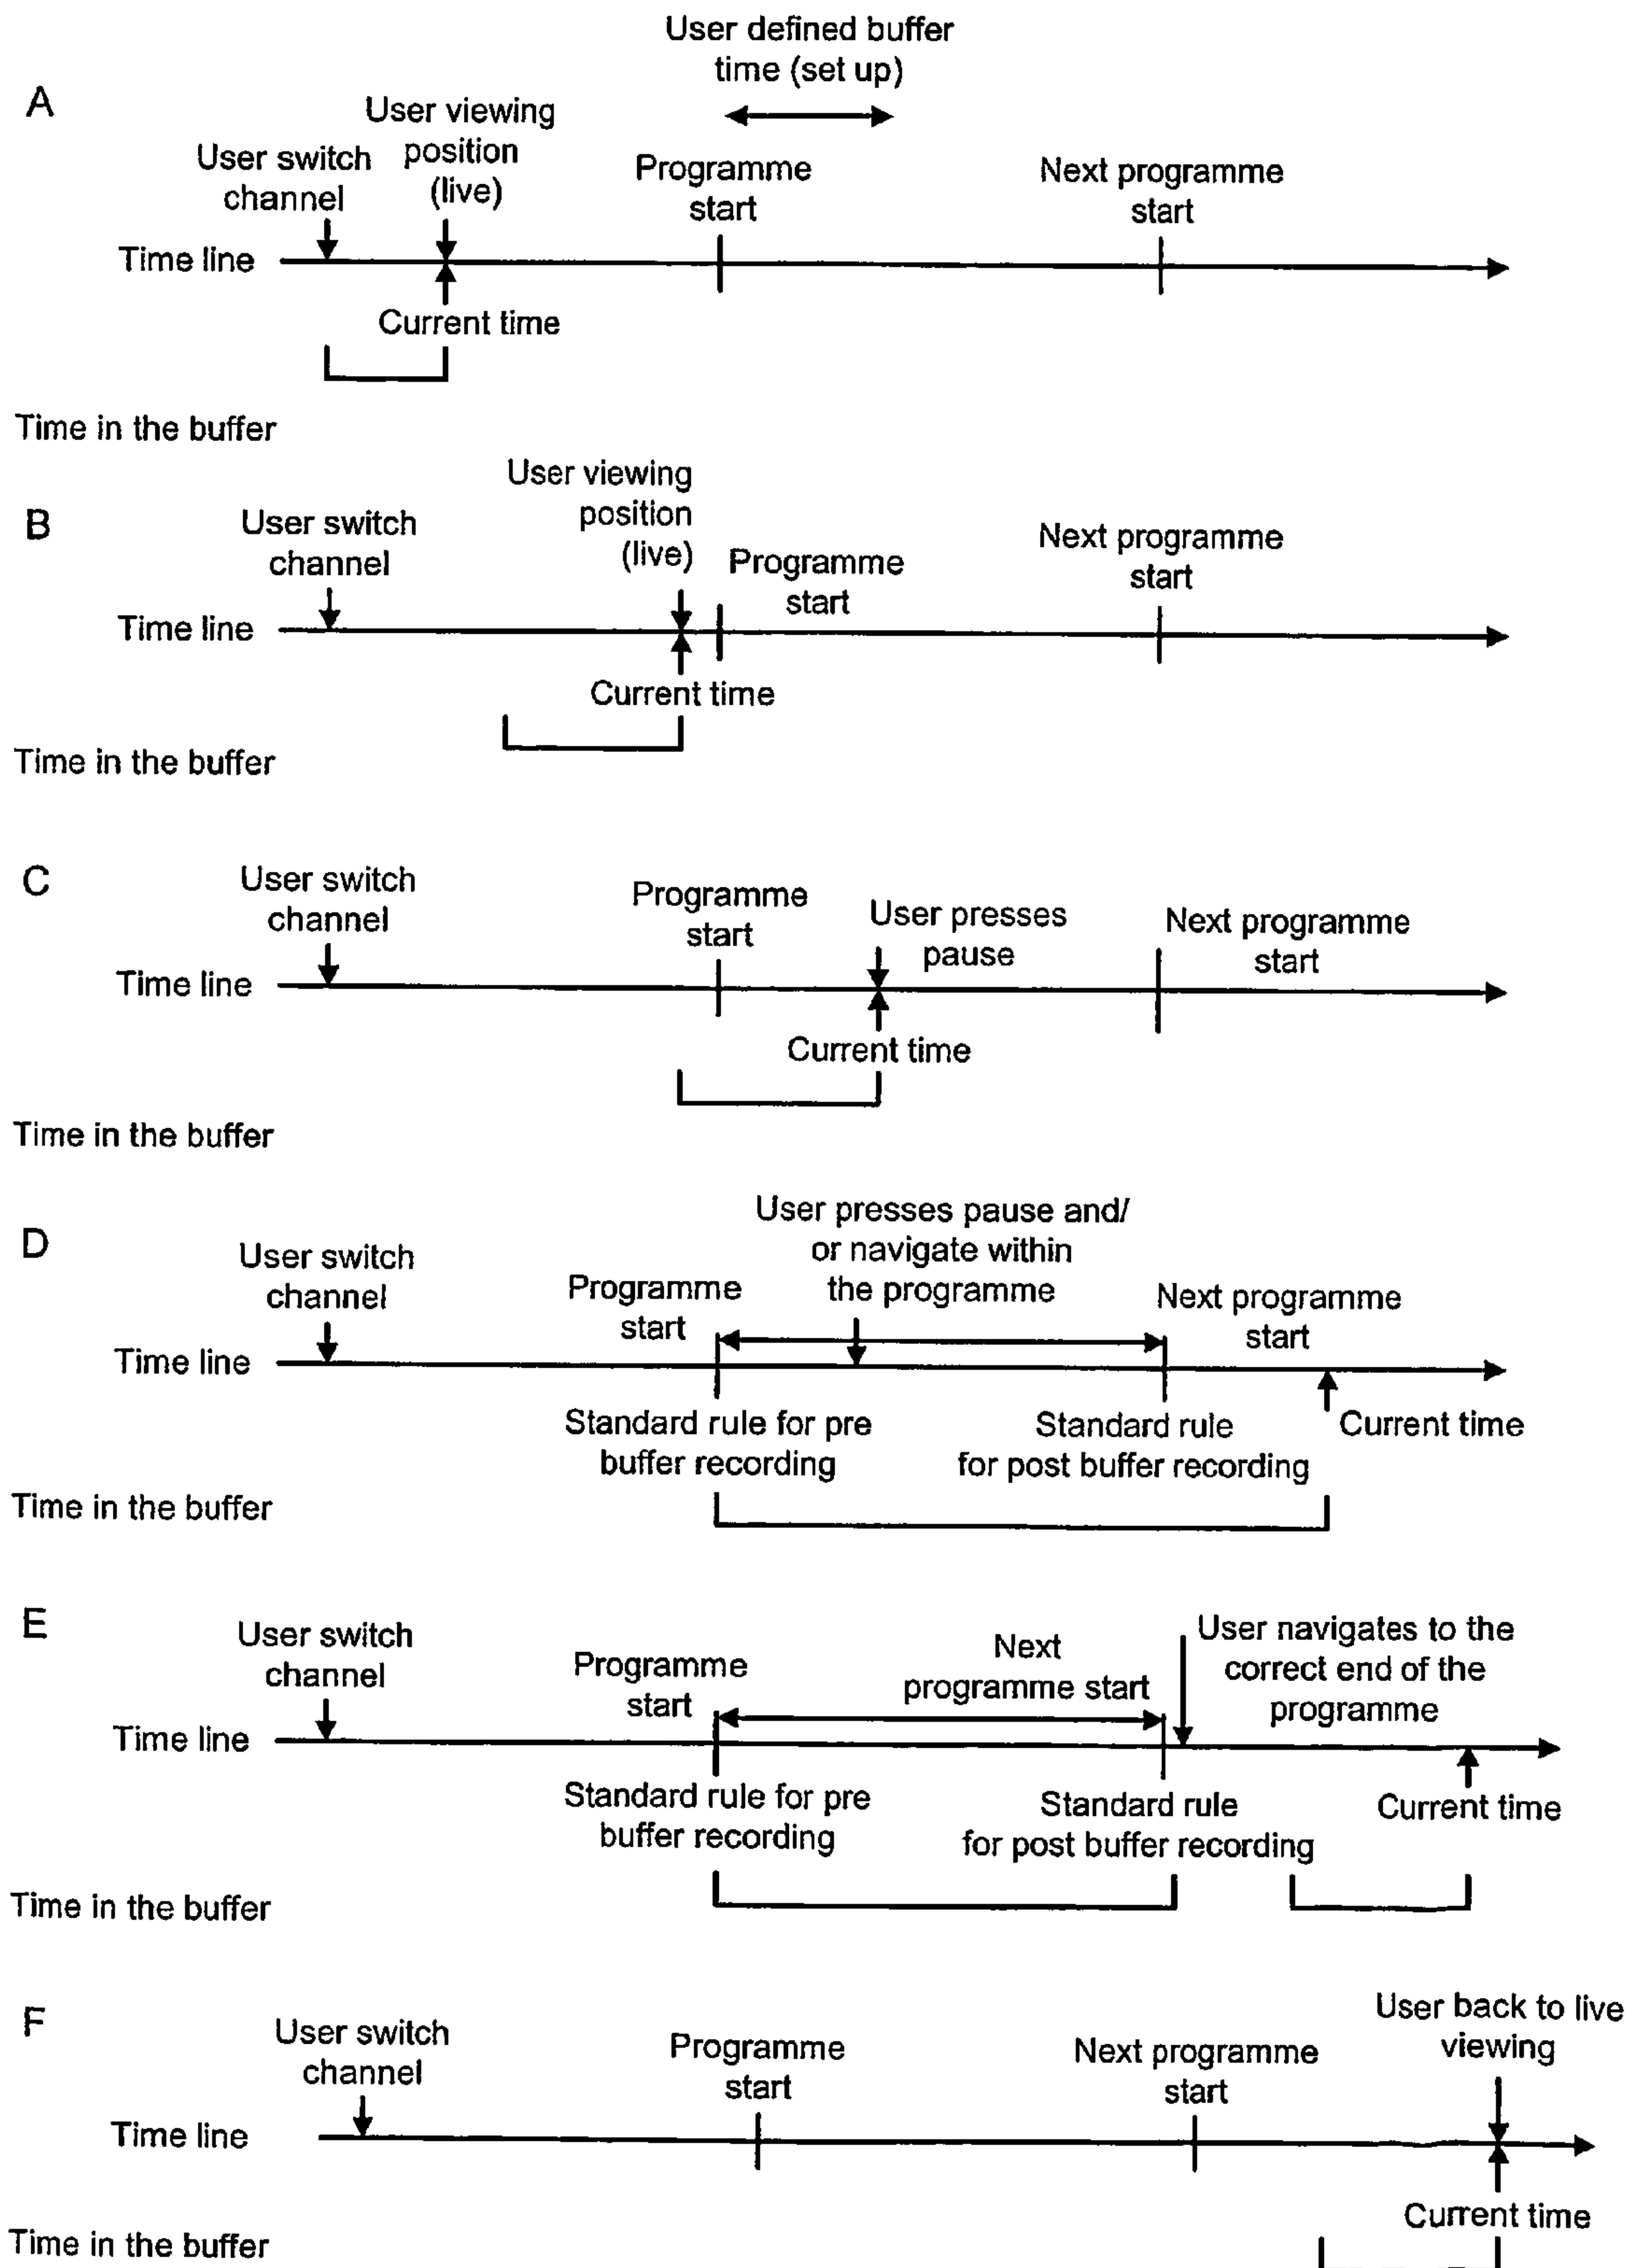 User defined buffer
time (set up)
A
User viewing
position
(live)
User switch
channel
Programme
start
Next programme
start
Time line
Current time
Time in the buffer
B
User switch
channel
User viewing
position
(live)
Programme
start
Next programme
start
Time line
Current time
Time in the buffer
C
User switch
channel
Programme
start
User presses
pause
Next programme
start
Time line
Current time
Time in the buffer
D
User switch
channel
Programme
start
User presses pause and/
or navigate within
the programme
Next programme
start
Time line
Standard rule for pre
buffer recording
Standard rule
for post buffer recording
Current time
Time in the buffer
E
User switch
channel
Programme
start
Next
programme start
User navigates to the
correct end of the
programme
Time line
Standard rule for pre
buffer recording
Standard rule
for post buffer recording
Current time
Time in the buffer
F
User switch
channel
Programme
start
Next programme
start
User back to live
viewing
Time line
Current time
Time in the buffer